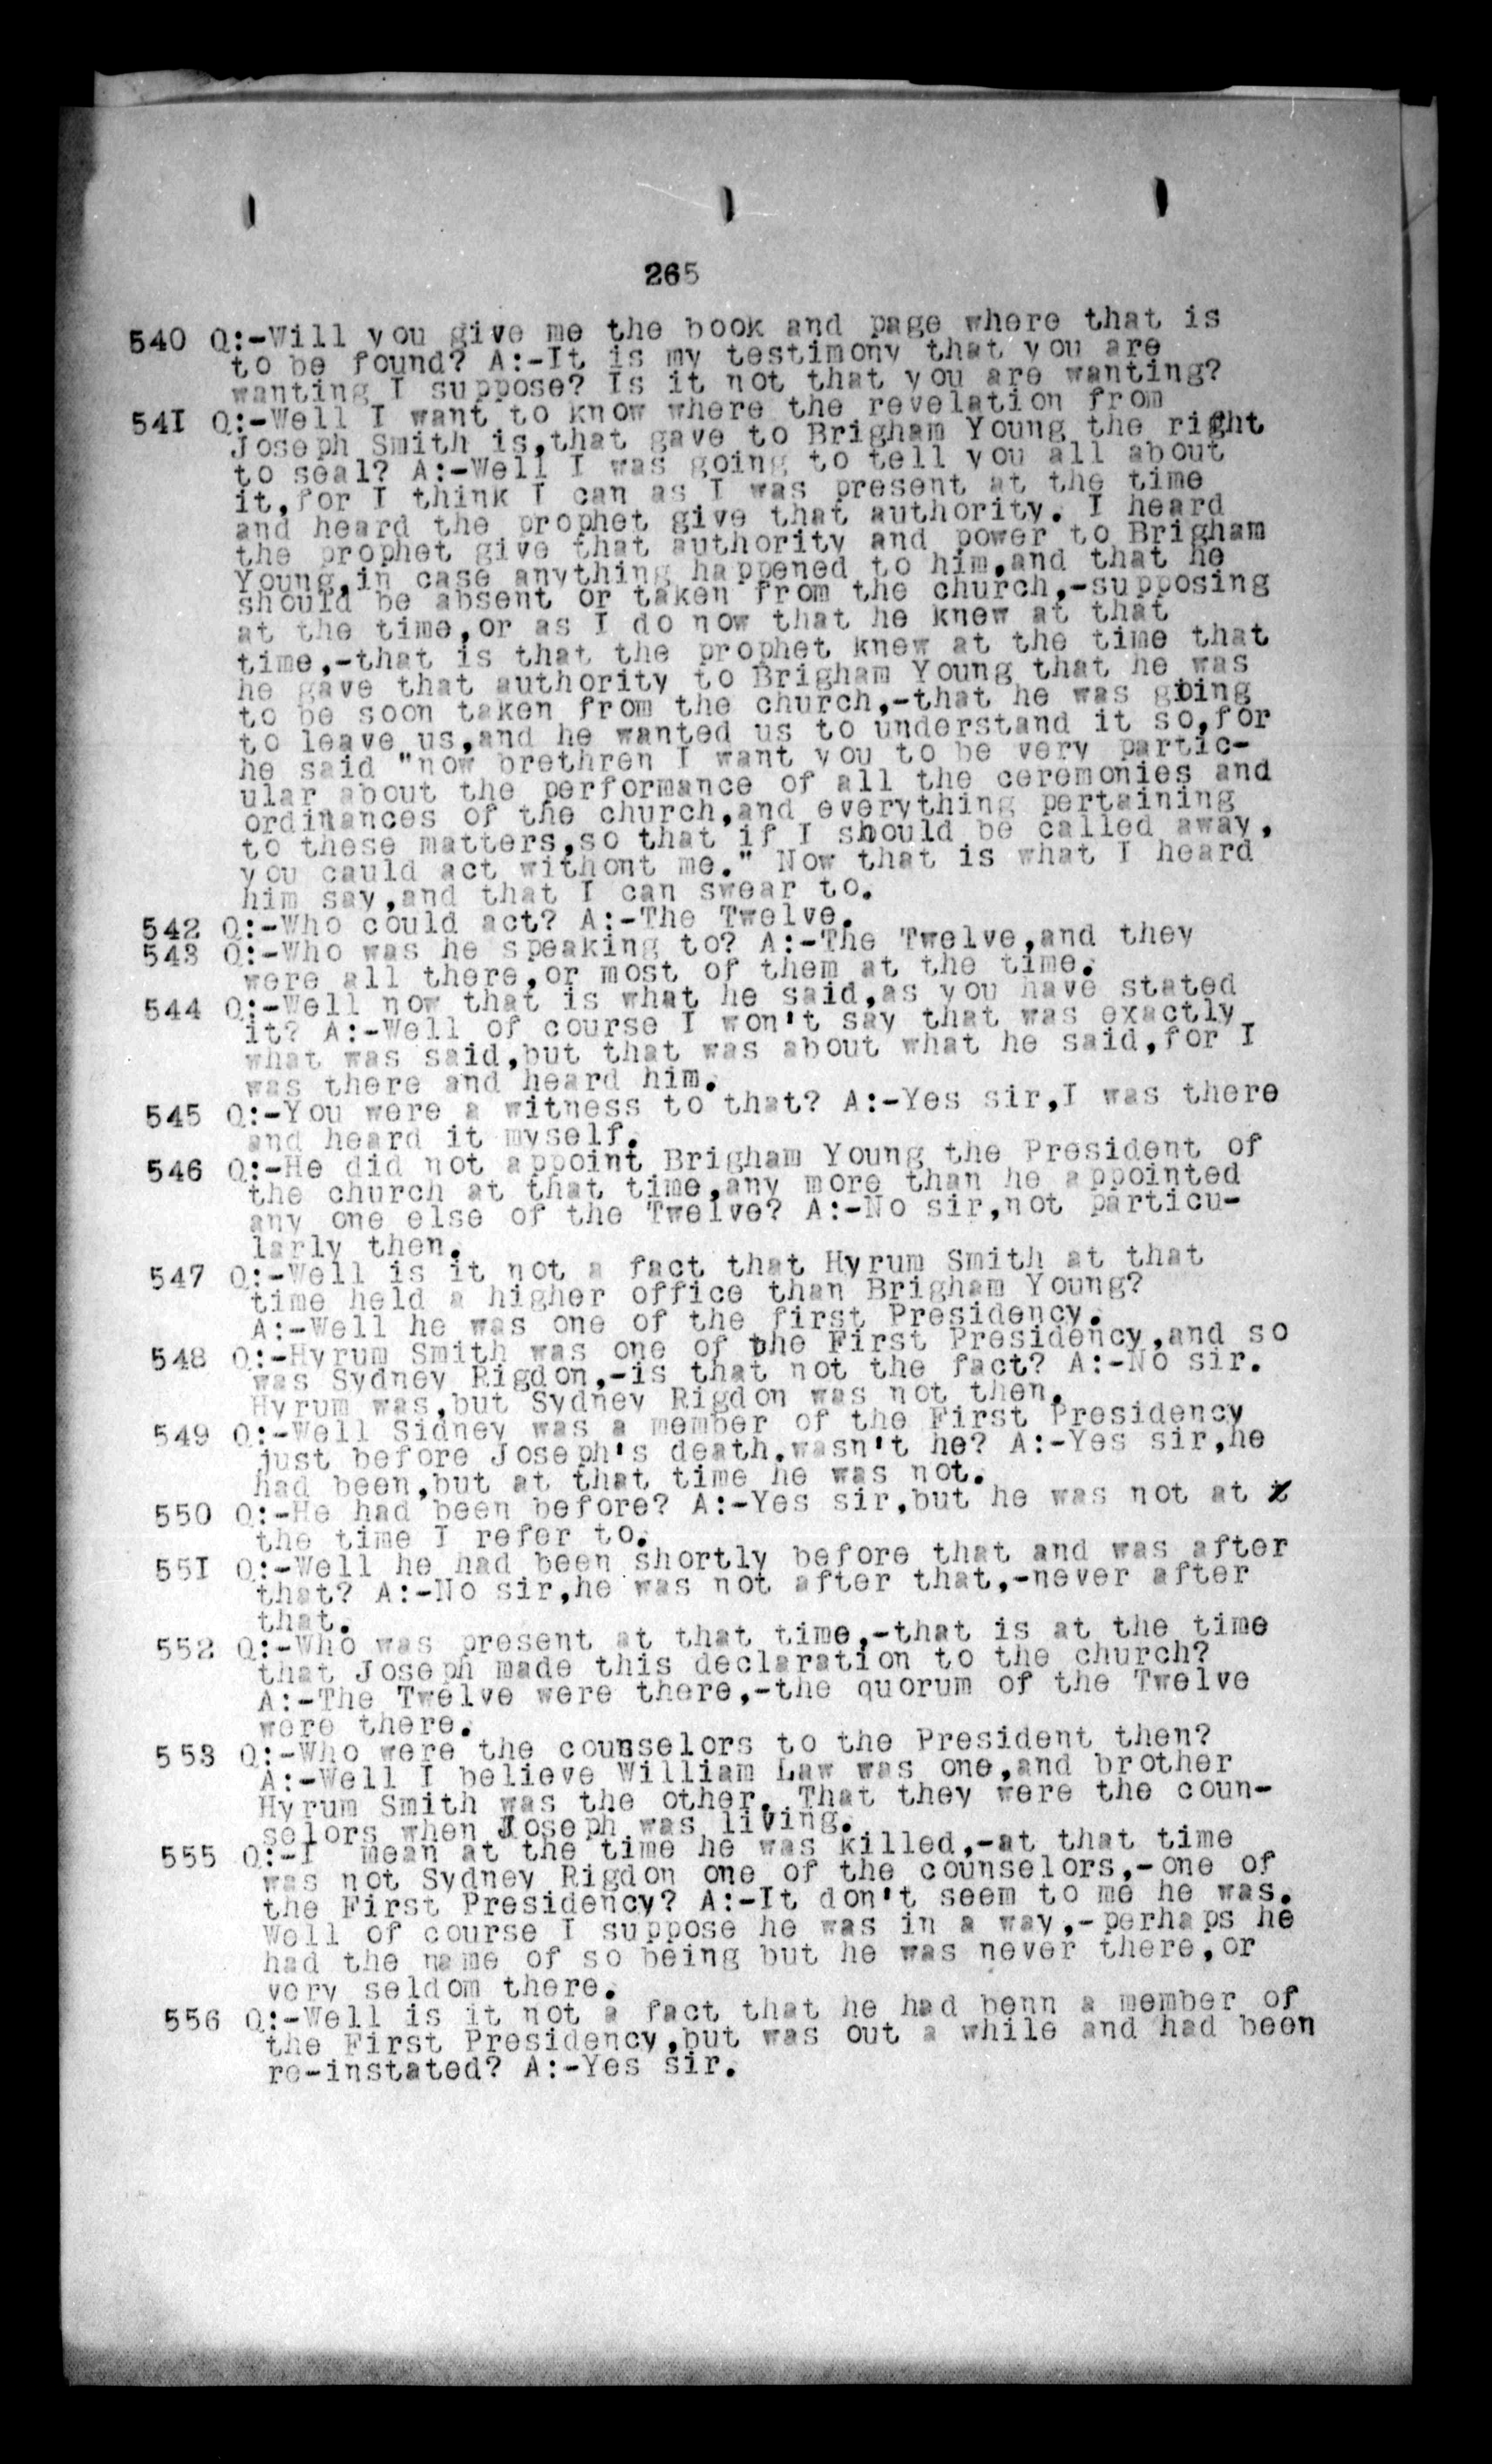 265
540 Q:-Will you give me the book and page where that is
to be found? A:-It is my testimony that you are
wanting I suppose? Is it not that you are wanting?
54I Q:-Well I want to know where the revelation from
Joseph Smith is,that gave to Brigham Young the right
to seal? A:-Well I was going to tell you all about
it,for I think I can as I was present at the time
and heard the prophet give that authority. I heard
the prophet give that authority and power to Brigham
Young,in case anything happened to him,and that he
should be absent or taken from the church,-supposing
at the time,or as I do now that he knew at that
time,-that is that the prophet knew at the time that
he gave that authority to Brigham Young that he was
to be soon taken from the church,-that he was going
to leave us,and he wanted us to understand it so,for
he said "now brethren I want you to be very partic-
ular about the performance of all the ceremonies and
ordinances of the church,and everything pertaining
to these matters,so that if I should be called away,
you cauld act withont me." Now that is what I heard
him say,and that I can swear to.
542 Q:-Who could act? A:-The Twelve.
543 Q:-Who was he speaking to? A:-The Twelve,and they
were all there,or most of them at the time.
544 Q:-Well now that is what he said,as you have stated
it? A:-Well of course I won't say that was exactly
what was said,but that was about what he said,for I
was there and heard him.
545 Q:-You were a witness to that? A:-Yes sir,I was there
and heard it myself.
546 Q:-He did not appoint Brigham Young the President of
the church at that time,any more than he appointed
any one else of the Twelve? A:-No sir,not particu-
larly then.
547 Q:-Well is it not a fact that Hyrum Smith at that
time held a higher office than Brigham Young?
A:-Well he was one of the first Presidency.
548 Q:-Hyrum Smith was one of the First Presidency,and so
was Sydney Rigdon,-is that not the fact? A:-No sir.
Hyrum was,but Sydney Rigdon was not then.
549 Q:-Well Sidney was a member of the First Presidency
just before Joseph's death.wasn't he? A:-Yes sir,he
had been,but at that time he was not.
550 Q:-He had been before? A:-Yes sir,but he was not at
the time I refer to.
55I Q:-Well he had been shortly before that and was after
that? A:-No sir,he was not after that,-never after
that.
552 Q:-Who was present at that time,-that is at the time
that Joseph made this declaration to the church?
A:-The Twelve were there,-the quorum of the Twelve
were there.
553 Q:-Who were the counselors to the President then?
A:-Well I believe William Law was one,and brother
Hyrum Smith was the other. That they were the coun-
selors when Joseph was living.
555 Q:-I mean at the time he was killed,-at that time
was not Sydney Rigdon one of the counselors,-one of
the First Presidency? A:-It don't seem to me he was.
Well of course I suppose he was in a way,-perhaps he
had the name of so being but he was never there,or
very seldom there.
556 Q:-Well is it not a fact that he had benn a member of
the First Presidency,but was out a while and had been
re-instated? A:-Yes sir.